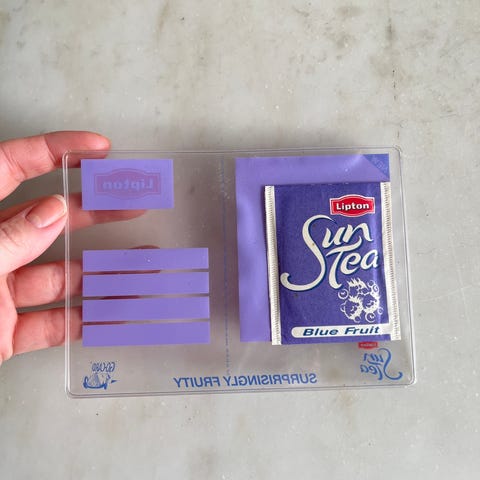 Lipton
Lipton
Sun
Tea
Blue Fruit
Sun
Tea
SURPRISINGLY FRUITY